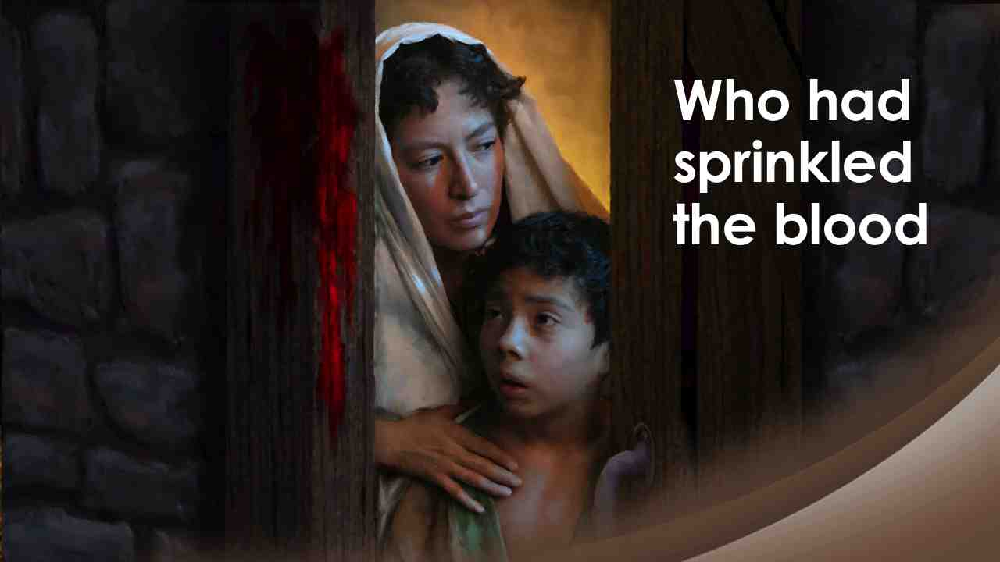 Who had
sprinkled
the blood